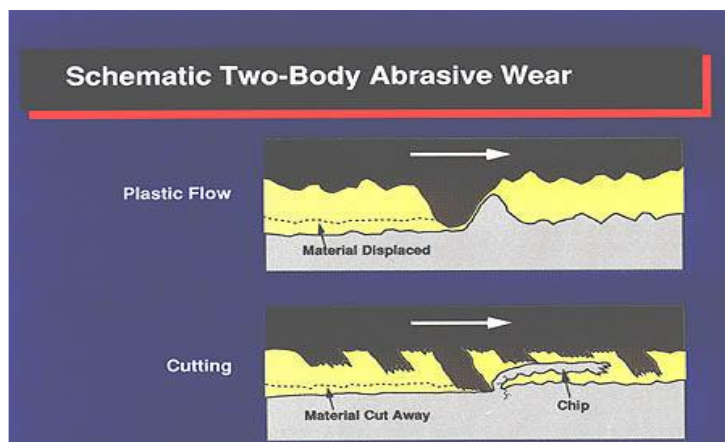 Schematic Two-Body Abrasive Wear
Plastic Flow
Material Displaced
Cutting
Material Cut Away
Chip